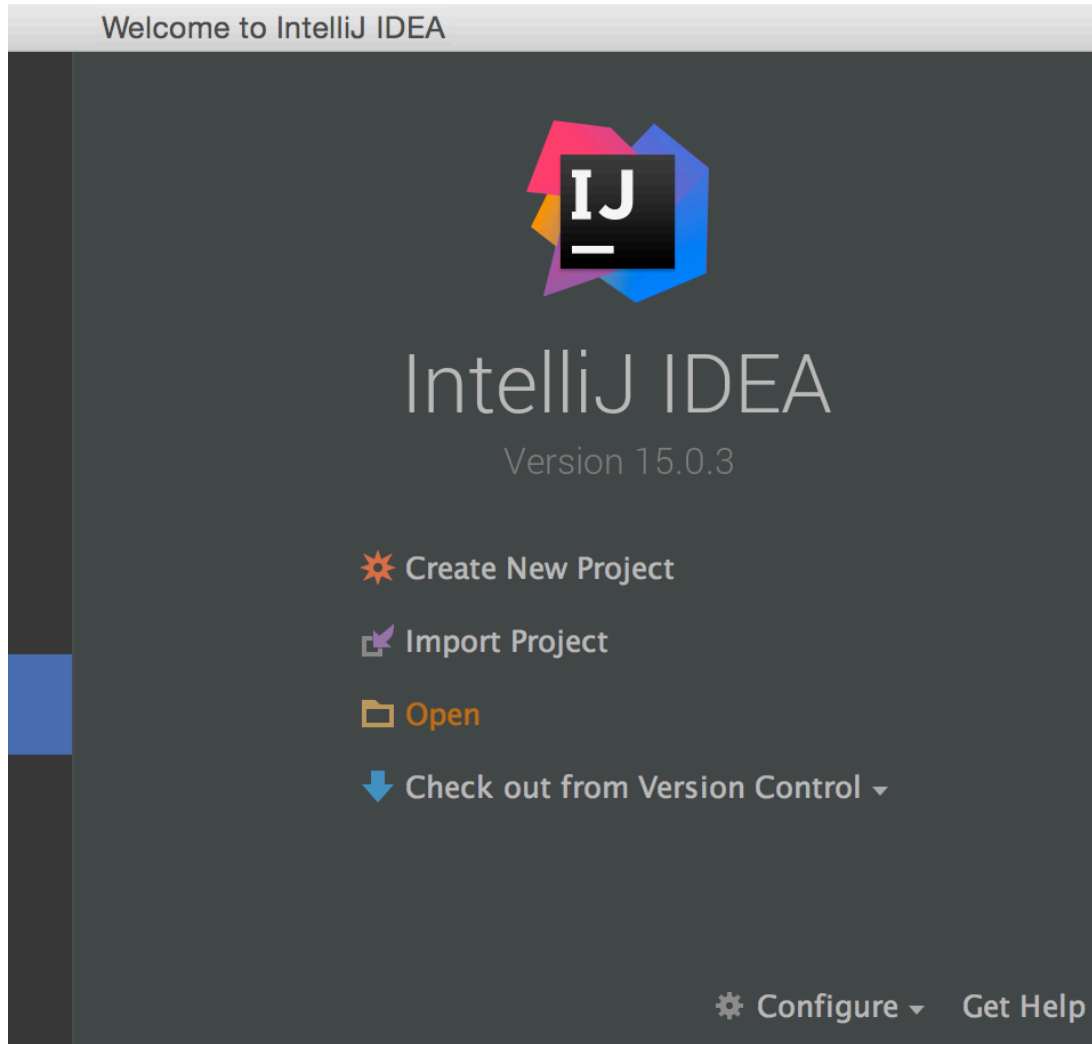 Welcome to IntelliJ IDEA
IJ
IntelliJ IDEA
Version 15.0.3
Create New Project
Import Project
Open
Check out from Version Control
Configure
Get Help